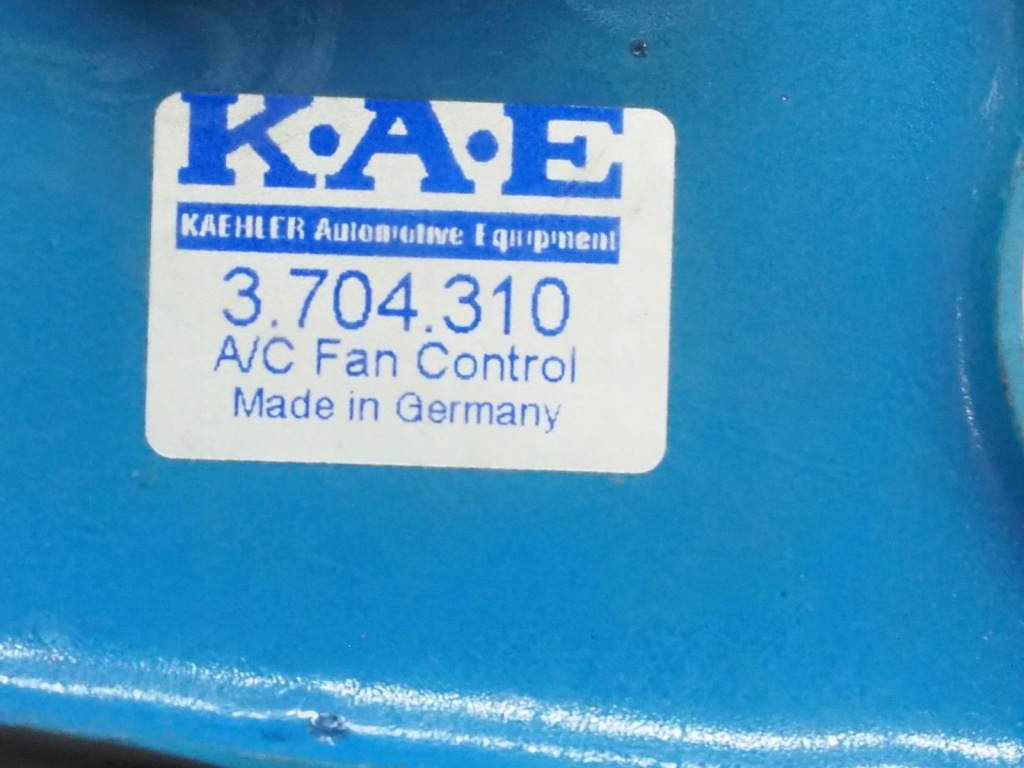 K·A·E
KAEHLER Automotive Equipment
3.704.310
A/C Fan Control
Made in Germany